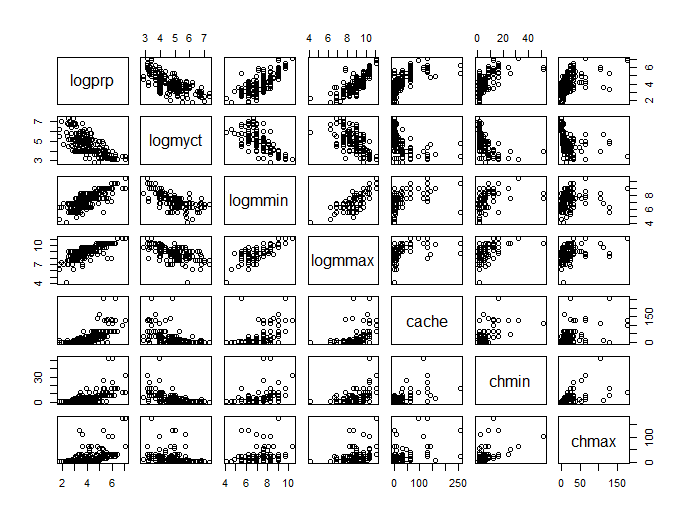 3 4 5 6 7 4 6 8 10 0 20 40
logprp 2 4 6
3 5 7 logmyct
logmmin 4 6 8
4 7 10 logmmax
cache 0 150
0 30 chmin
chmax 0 100
2 4 6 4 6 8 10 0 100 250 0 50 150